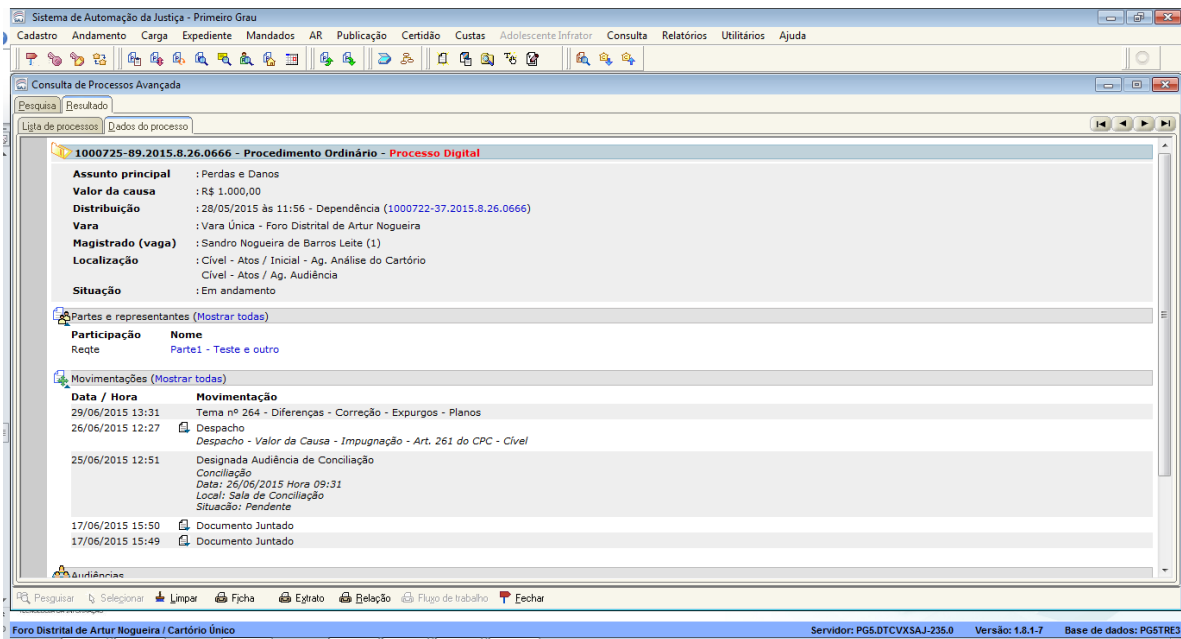 Sistema de Automação da Justiça - Primeiro Grau
Cadastro Andamento Carga Expediente Mandados AR Publicação Certidão Custas Adolescente Infrator Consulta Relatórios Utilitários Ajuda
Consulta de Processos Avançada
Pesquisa Resultado
Lista de processos Dados do processo
1000725-89.2015.8.26.0666 - Procedimento Ordinário - Processo Digital
Assunto principal : Perdas e Danos
Valor da causa : R$ 1.000,00
Distribuição : 28/05/2015 às 11:56 - Dependência (1000722-37.2015.8.26.0666)
Vara : Vara Única - Foro Distrital de Artur Nogueira
Magistrado (vaga) : Sandro Nogueira de Barros Leite (1)
Localização : Cível - Atos / Inicial - Ag. Análise do Cartório
Cível - Atos / Ag. Audiência
Situação : Em andamento
Partes e representantes (Mostrar todas)
Participação Nome
Reqte Parte1 - Teste e outro
Movimentações (Mostrar todas)
Data / Hora Movimentação
29/06/2015 13:31 Tema nº 264 - Diferenças - Correção - Expurgos - Planos
26/06/2015 12:27 Despacho
Despacho - Valor da Causa - Impugnação - Art. 261 do CPC - Cível
25/06/2015 12:51 Designada Audiência de Conciliação
Conciliação
Data: 26/06/2015 Hora 09:31
Local: Sala de Conciliação
Situacão: Pendente
17/06/2015 15:50 Documento Juntado
17/06/2015 15:49 Documento Juntado
Audiências
Pesquisar Selecionar Limpar Ficha Extrato Relação Fluxo de trabalho Fechar
Foro Distrital de Artur Nogueira / Cartório Único Servidor: PG5.DTCVXSAJ-235.0 Versão: 1.8.1-7 Base de dados: PG5TRE3